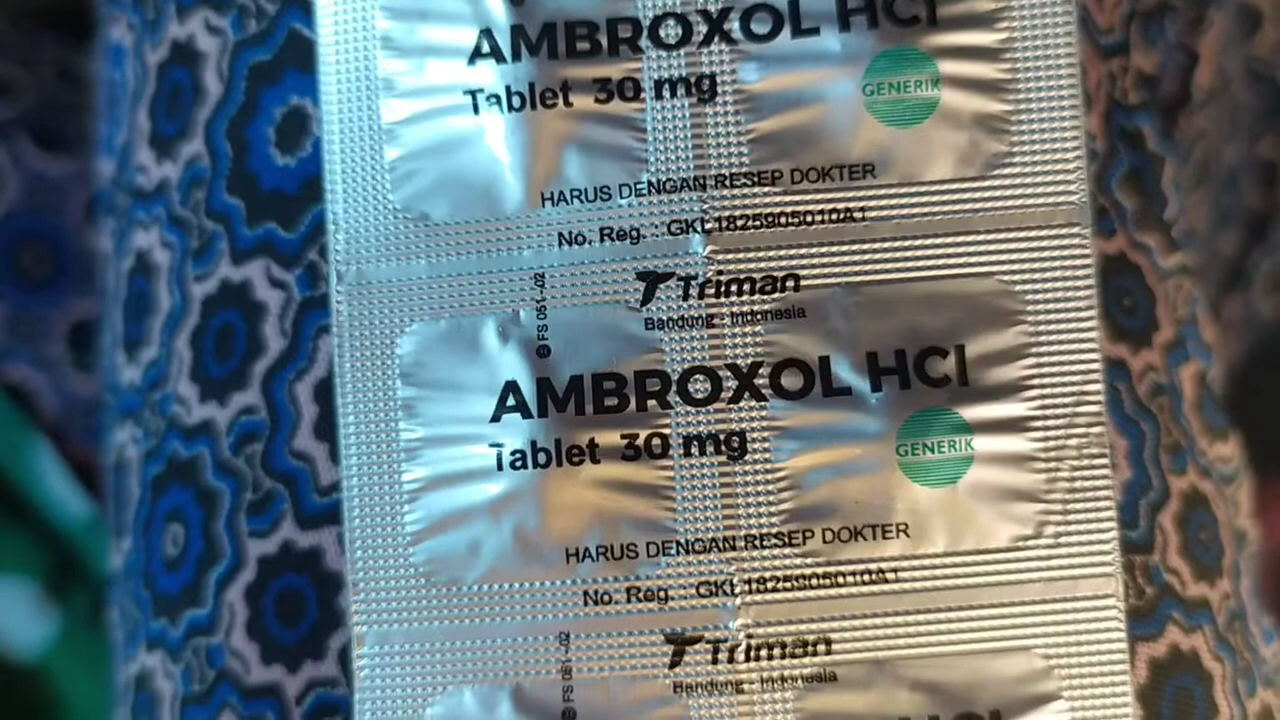 AMBROXOL HCl
Tablet 30 mg
GENERIK
HARUS DENGAN RESEP DOKTER
No. Reg. : GKL1825905010A1
FS 051-02
Triman
Bandung - Indonesia
AMBROXOL HCl
Tablet 30 mg
GENERIK
HARUS DENGAN RESEP DOKTER
No. Reg. : GKL1825905010A1
FS 051-02
Triman
Bandung - Indonesia
HCl